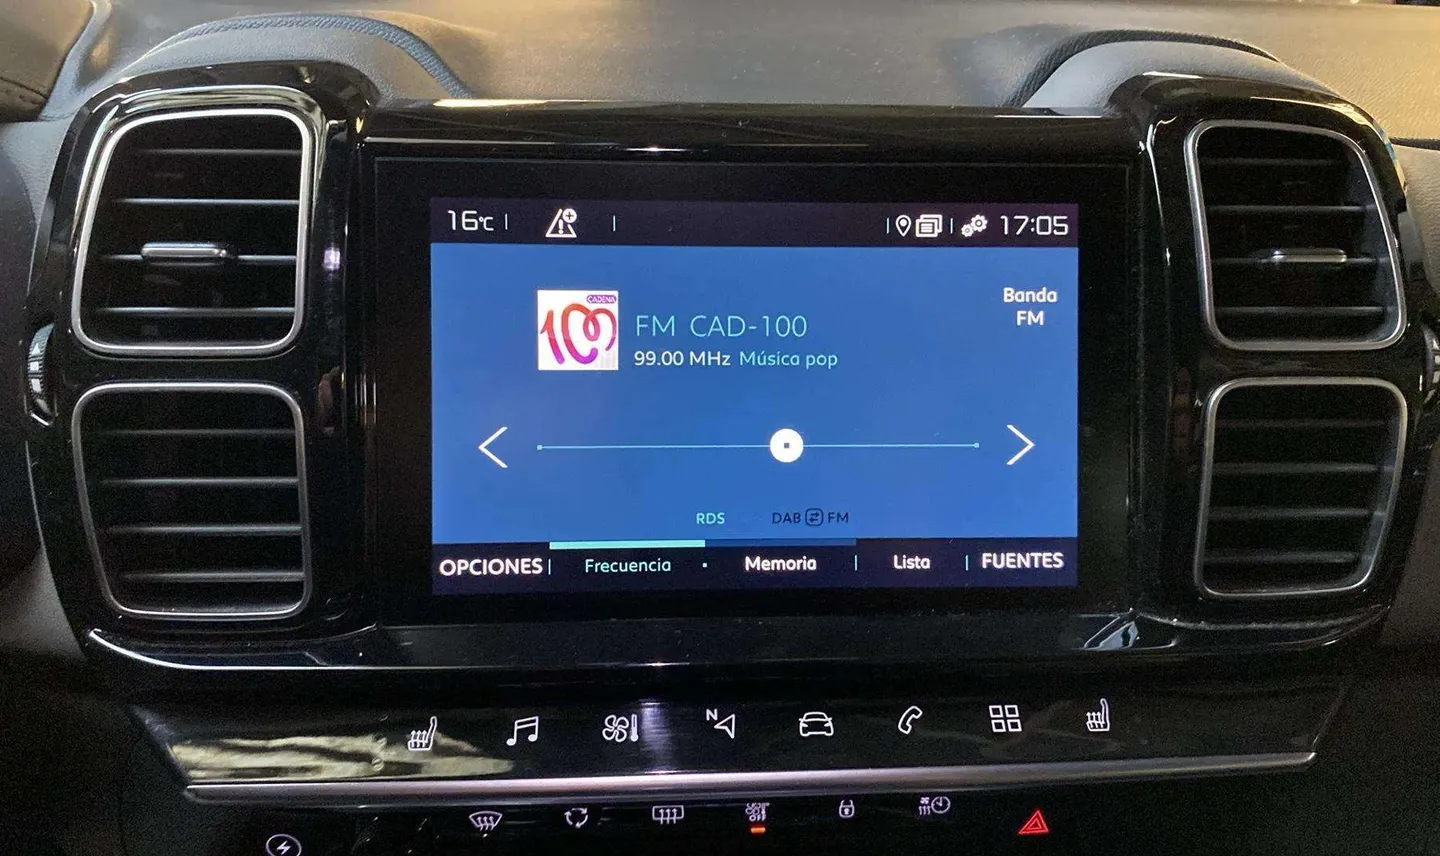 16°C
17:05
Banda
FM
CADENA
100
FM CAD-100
99.00 MHz Música pop
RDS DAB FM
OPCIONES Frecuencia Memoria Lista FUENTES
N